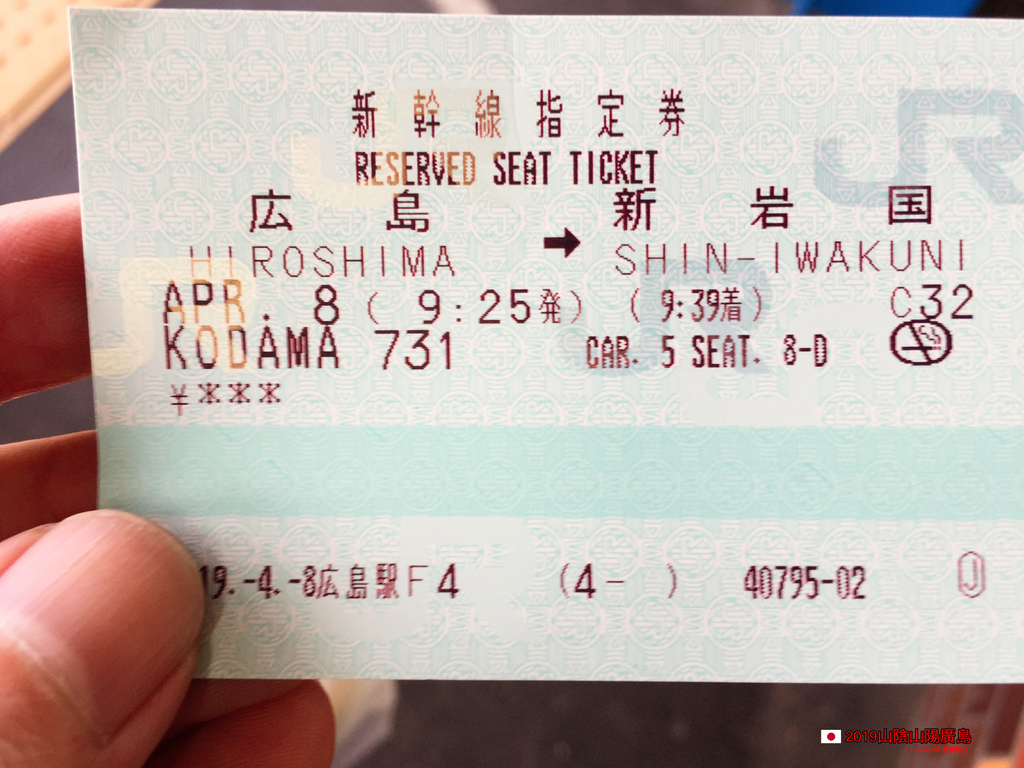 新幹線指定券
RESERVED SEAT TICKET
広島 → 新岩国
HIROSHIMA SHIN-IWAKUNI
APR. 8 ( 9:25発) ( 9:39着) C32
KODAMA 731 CAR. 5 SEAT. 8-D
¥***
19.-4.-8広島駅F4 (4- ) 40795-02 Ⓙ
2019山陰山陽廣島